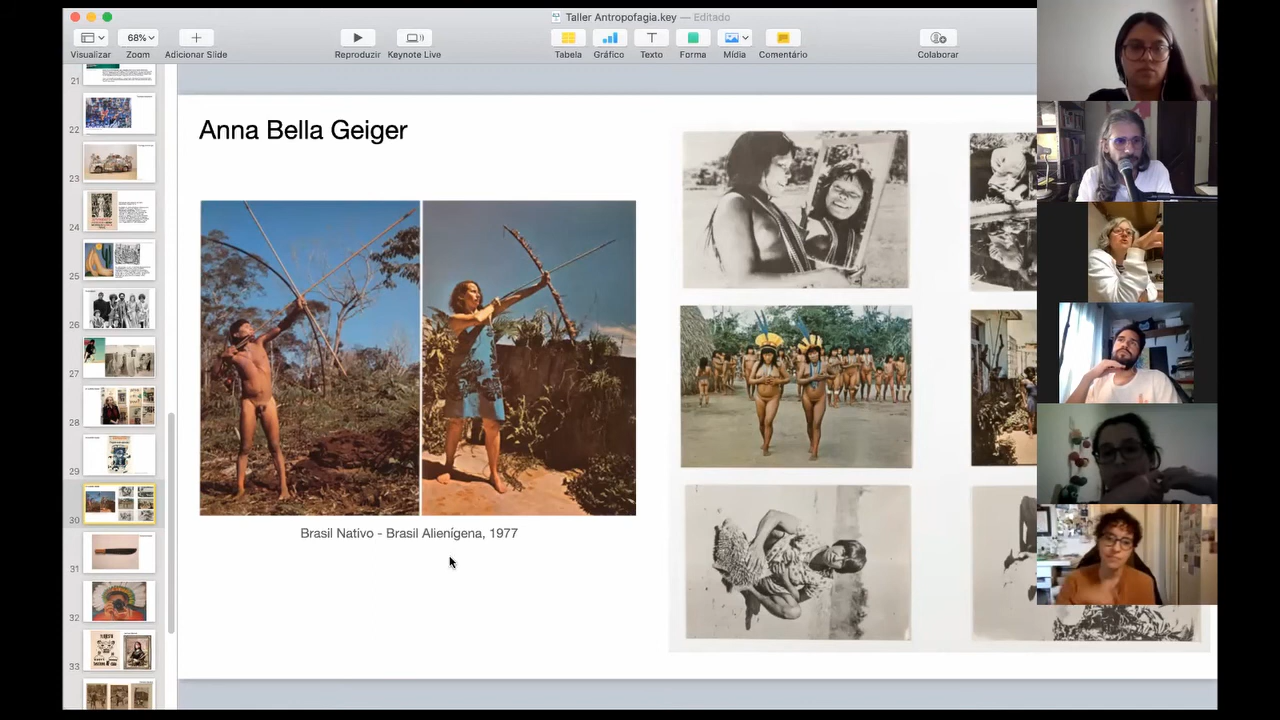 Taller Antropofagia.key — Editado
68%
Visualizar
Zoom
Adicionar Slide
Reproduzir
Keynote Live
Tabela
Gráfico
Texto
Forma
Mídia
Comentário
Colaborar
21
22
23
24
25
26
27
28
29
30
31
32
33
Anna Bella Geiger
Brasil Nativo - Brasil Alienígena, 1977